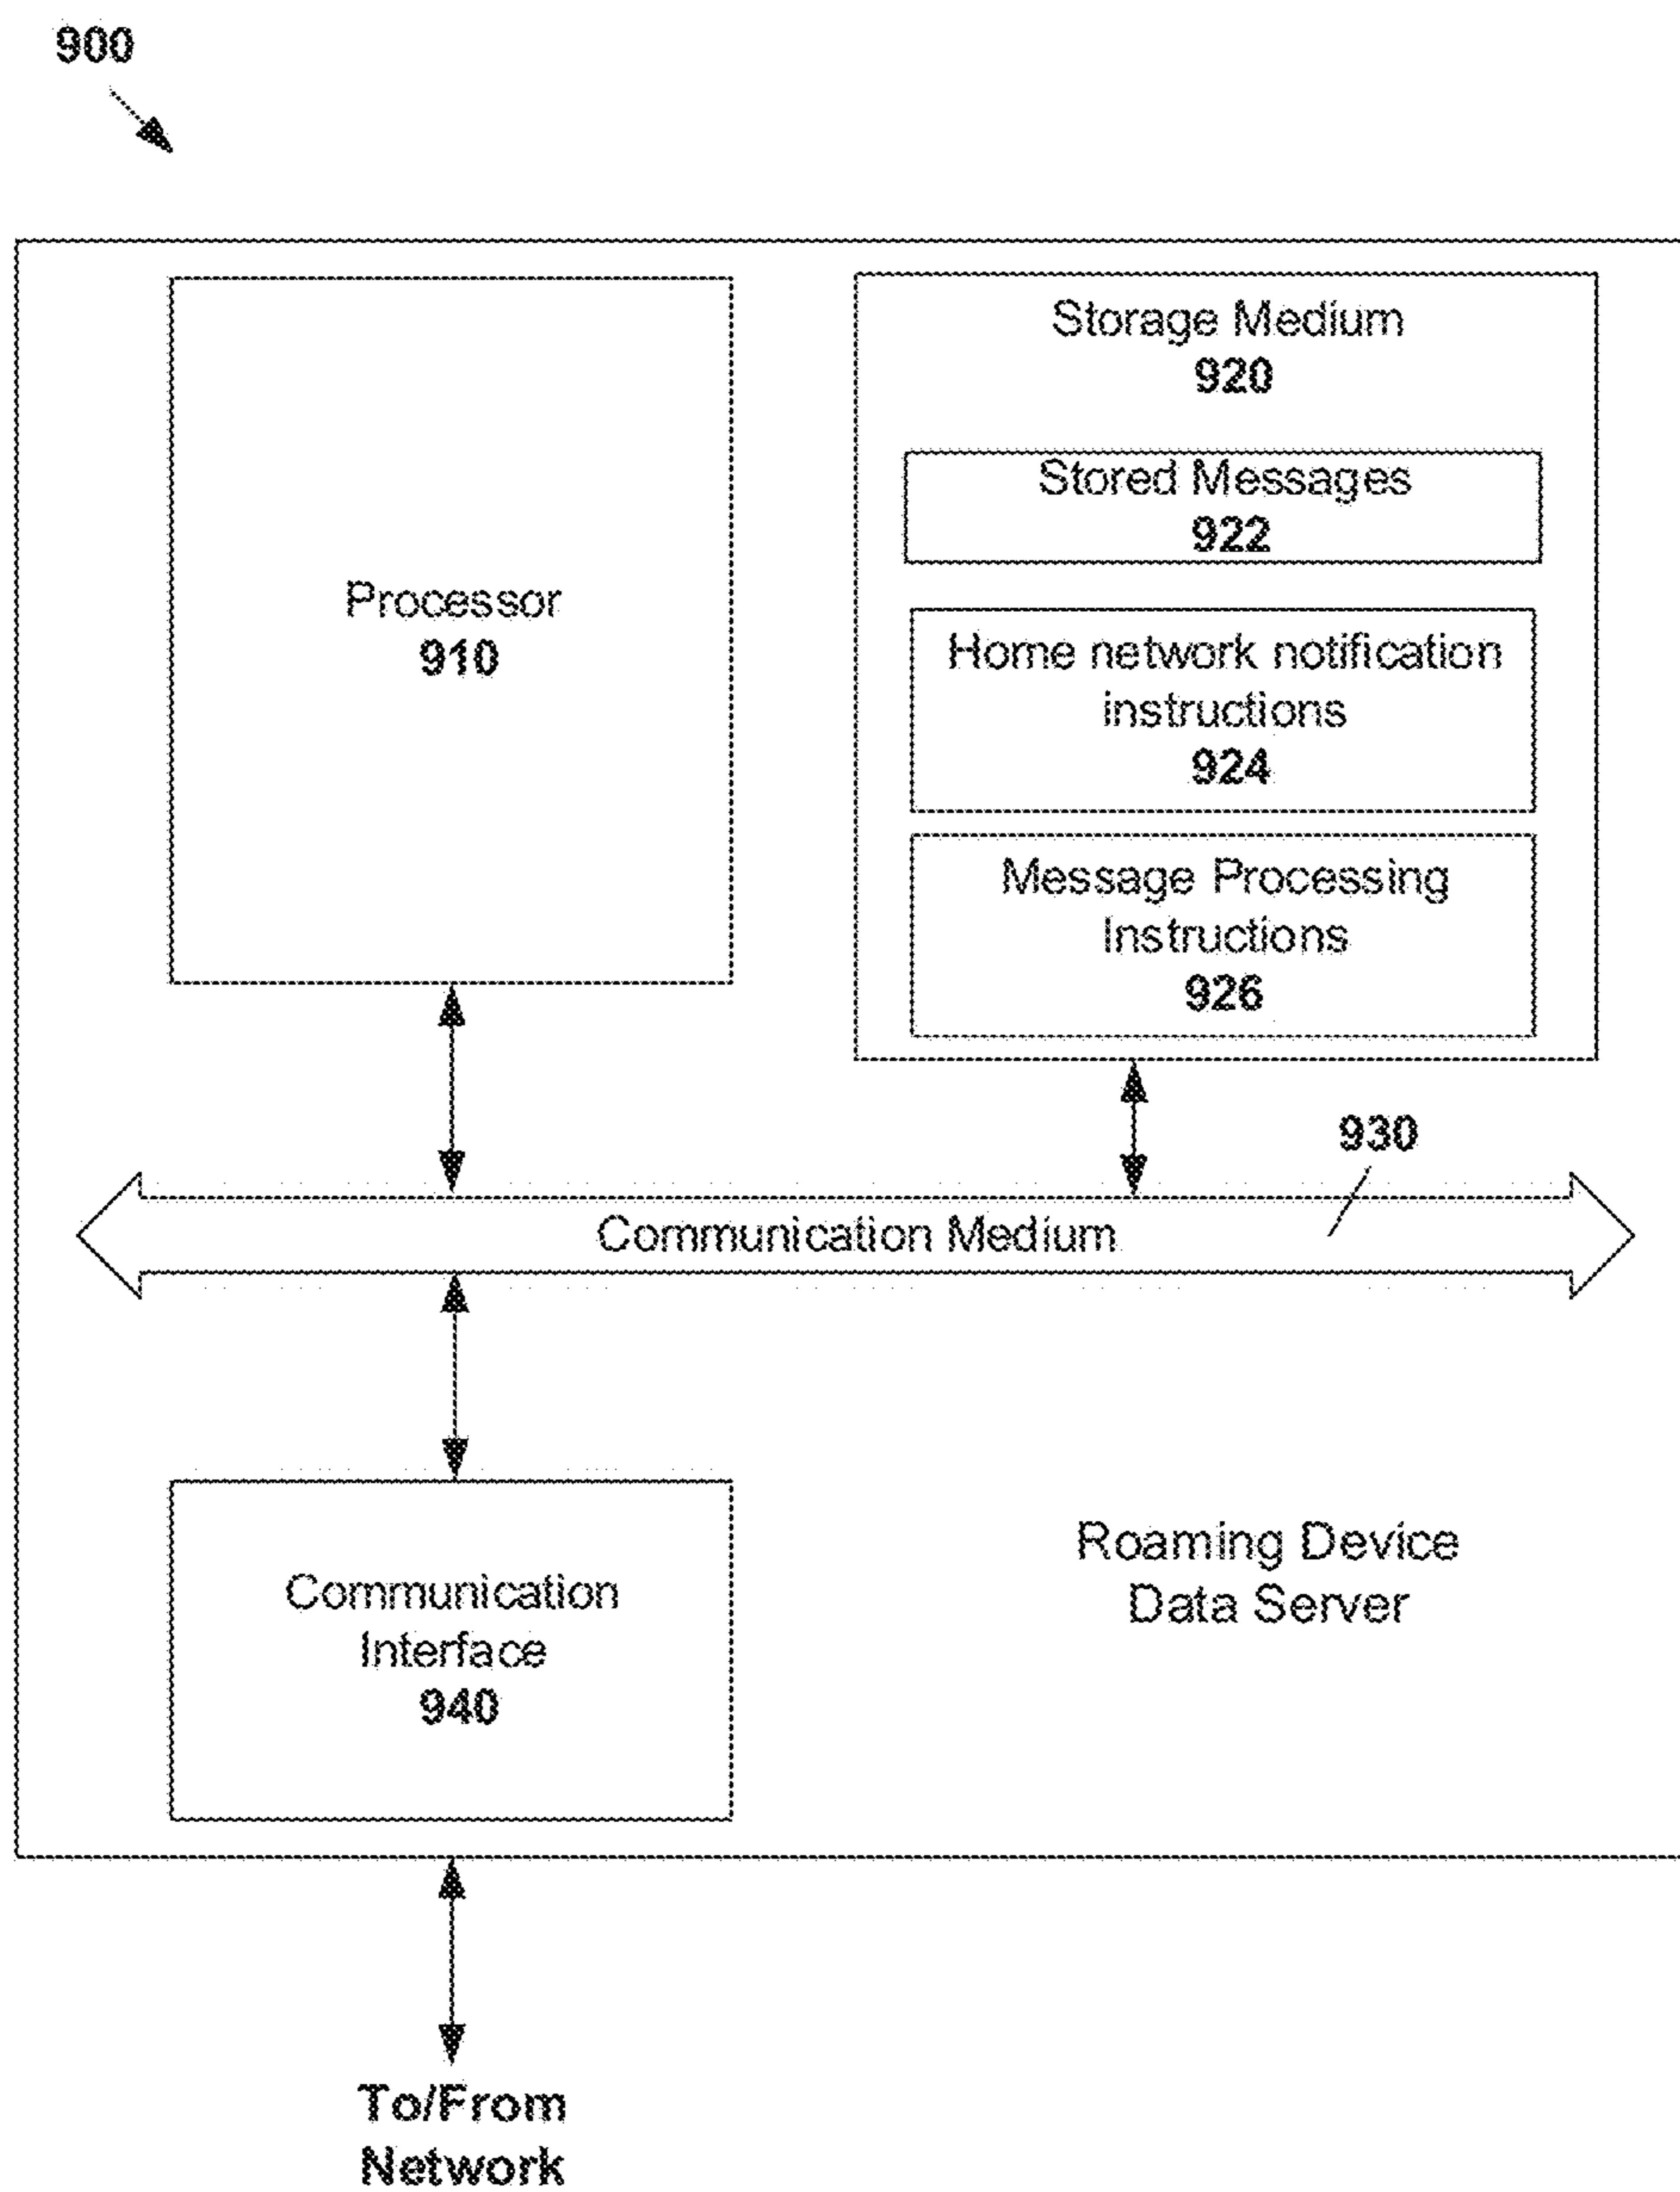 900
Processor
910
Storage Medium
920
Stored Messages
922
Home network notification
instructions
924
Message Processing
Instructions
926
930
Communication Medium
Communication
Interface
940
Roaming Device
Data Server
To/From
Network